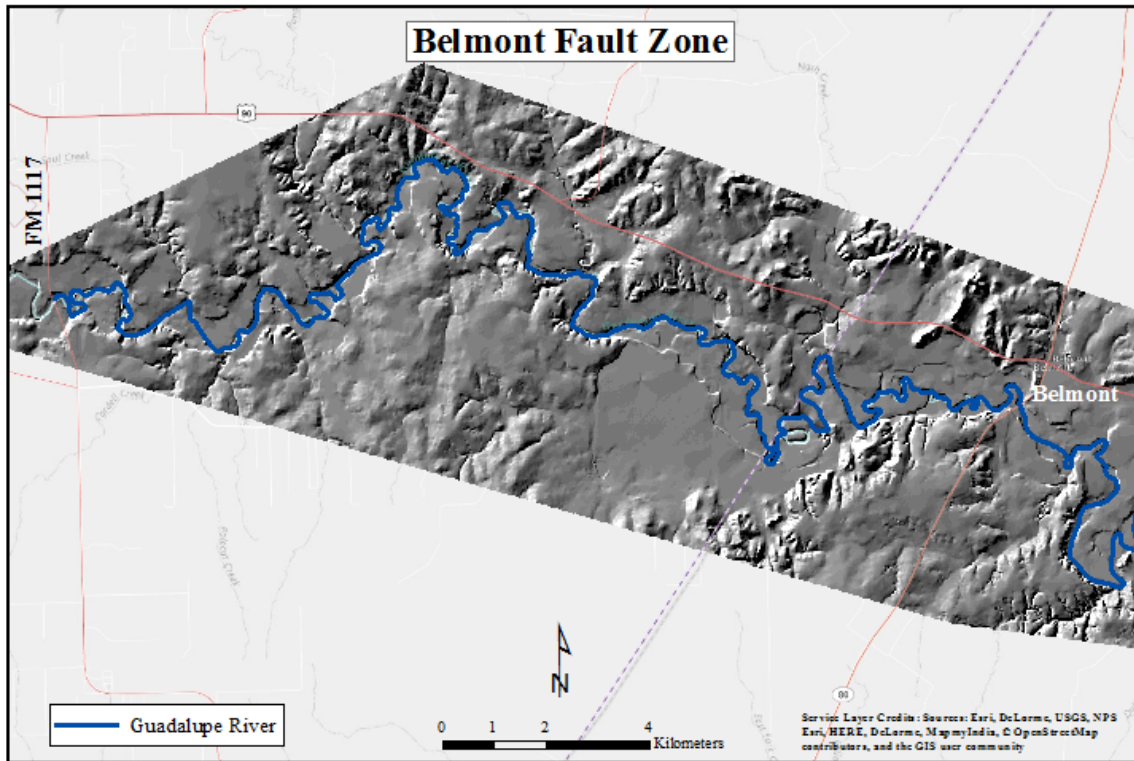 Belmont Fault Zone
90
FM 1117
Belmont
N
Guadalupe River
0 1 2 4
Kilometers
80
Service Layer Credits: Sources: Esri, DeLorme, USGS, NPS
Esri, HERE, DeLorme, MapmyIndia, © OpenStreetMap
contributors, and the GIS user community